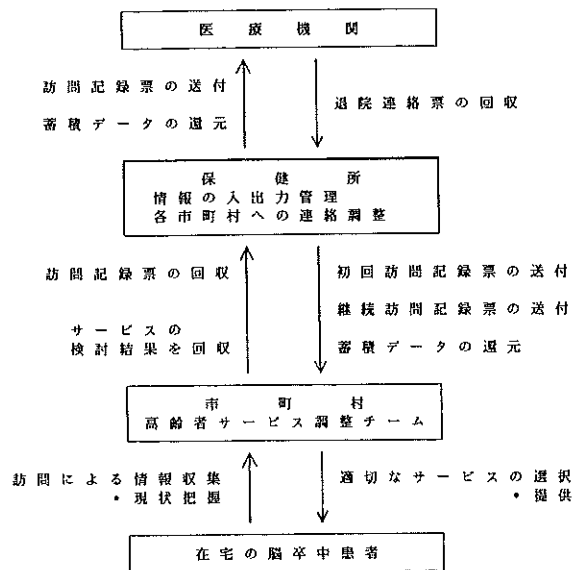 医療機関
訪問記録票の送付
蓄積データの還元
退院連絡票の回収
保健所
情報の入出力管理
各市町村への連絡調整
訪問記録票の回収
サービスの
検討結果を回収
初回訪問記録票の送付
継続訪問記録票の送付
蓄積データの還元
市町村
高齢者サービス調整チーム
訪問による情報収集
・現状把握
適切なサービスの選択
・提供
在宅の脳卒中患者